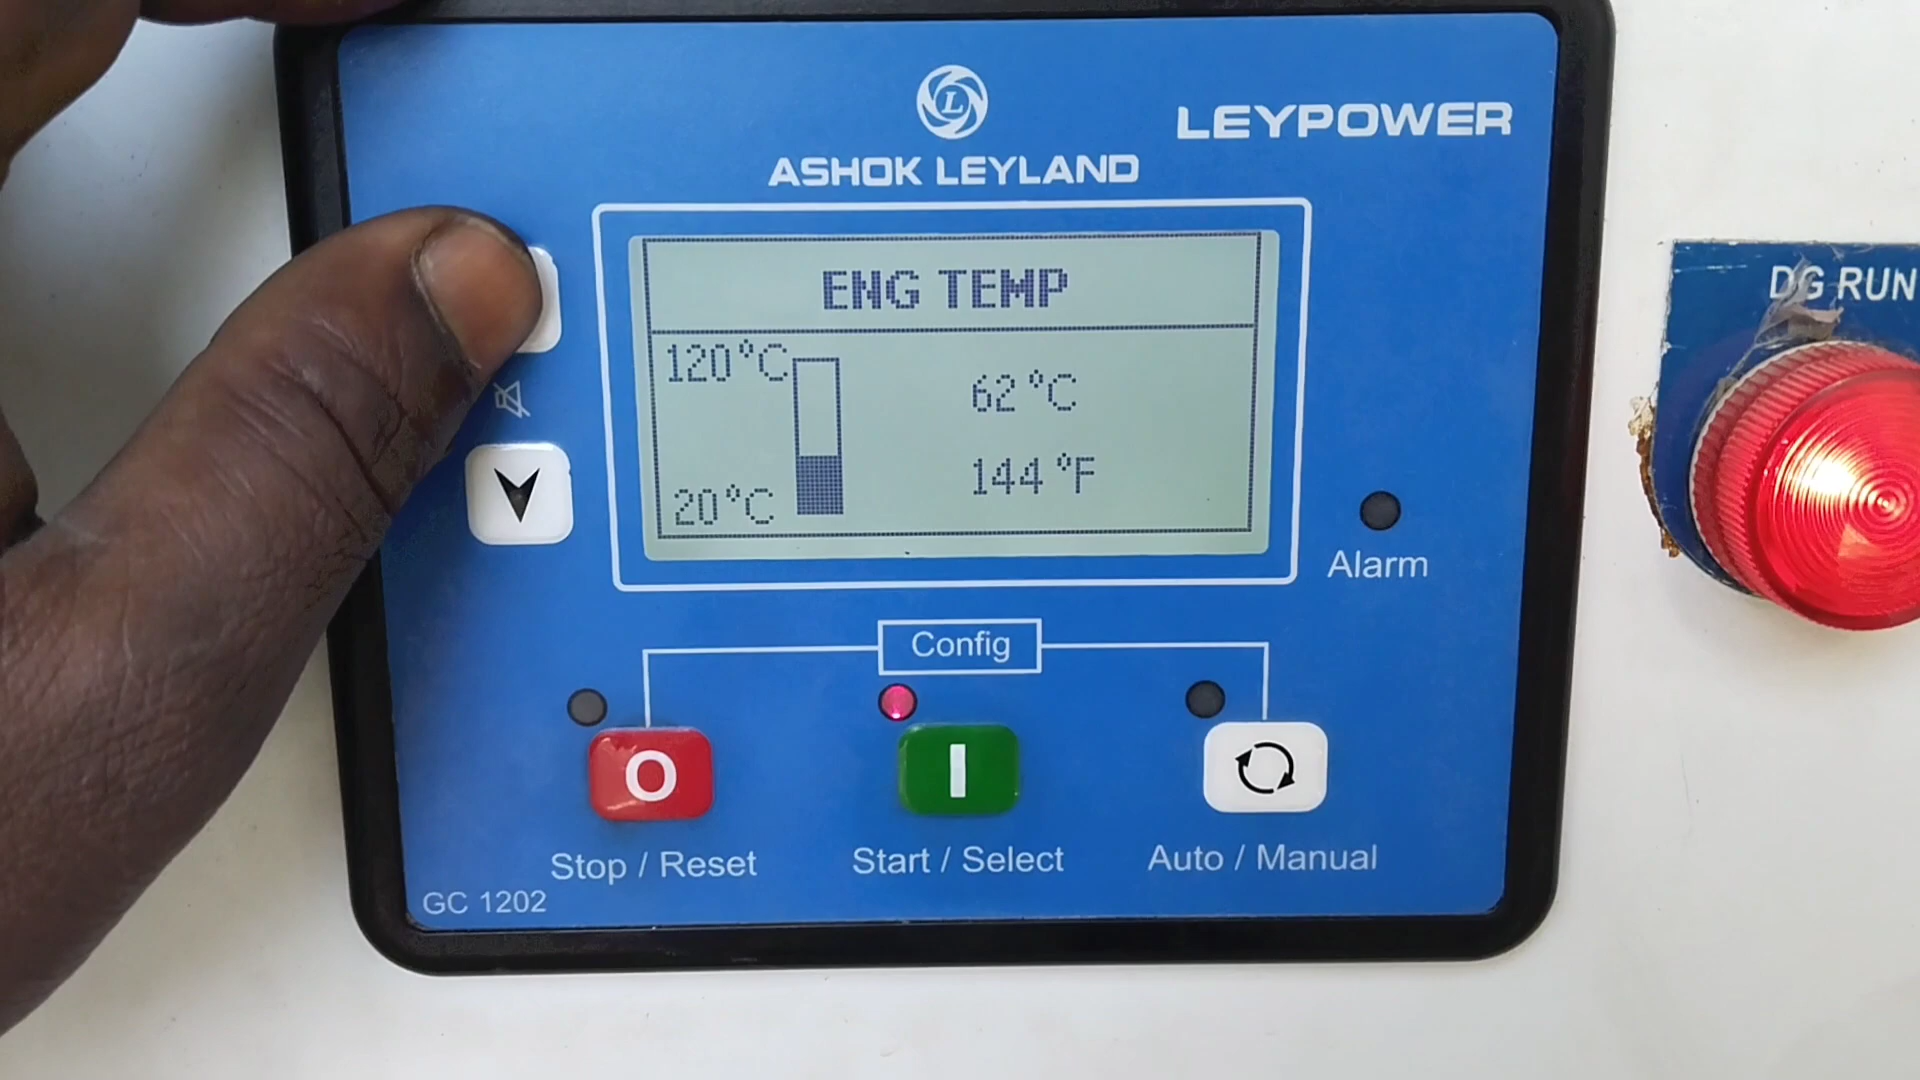 ASHOK LEYLAND
LEYPOWER
ENG TEMP
120°C
62 °C
144 °F
20°C
Alarm
Config
O
I
Stop / Reset
Start / Select
Auto / Manual
GC 1202
DG RUN